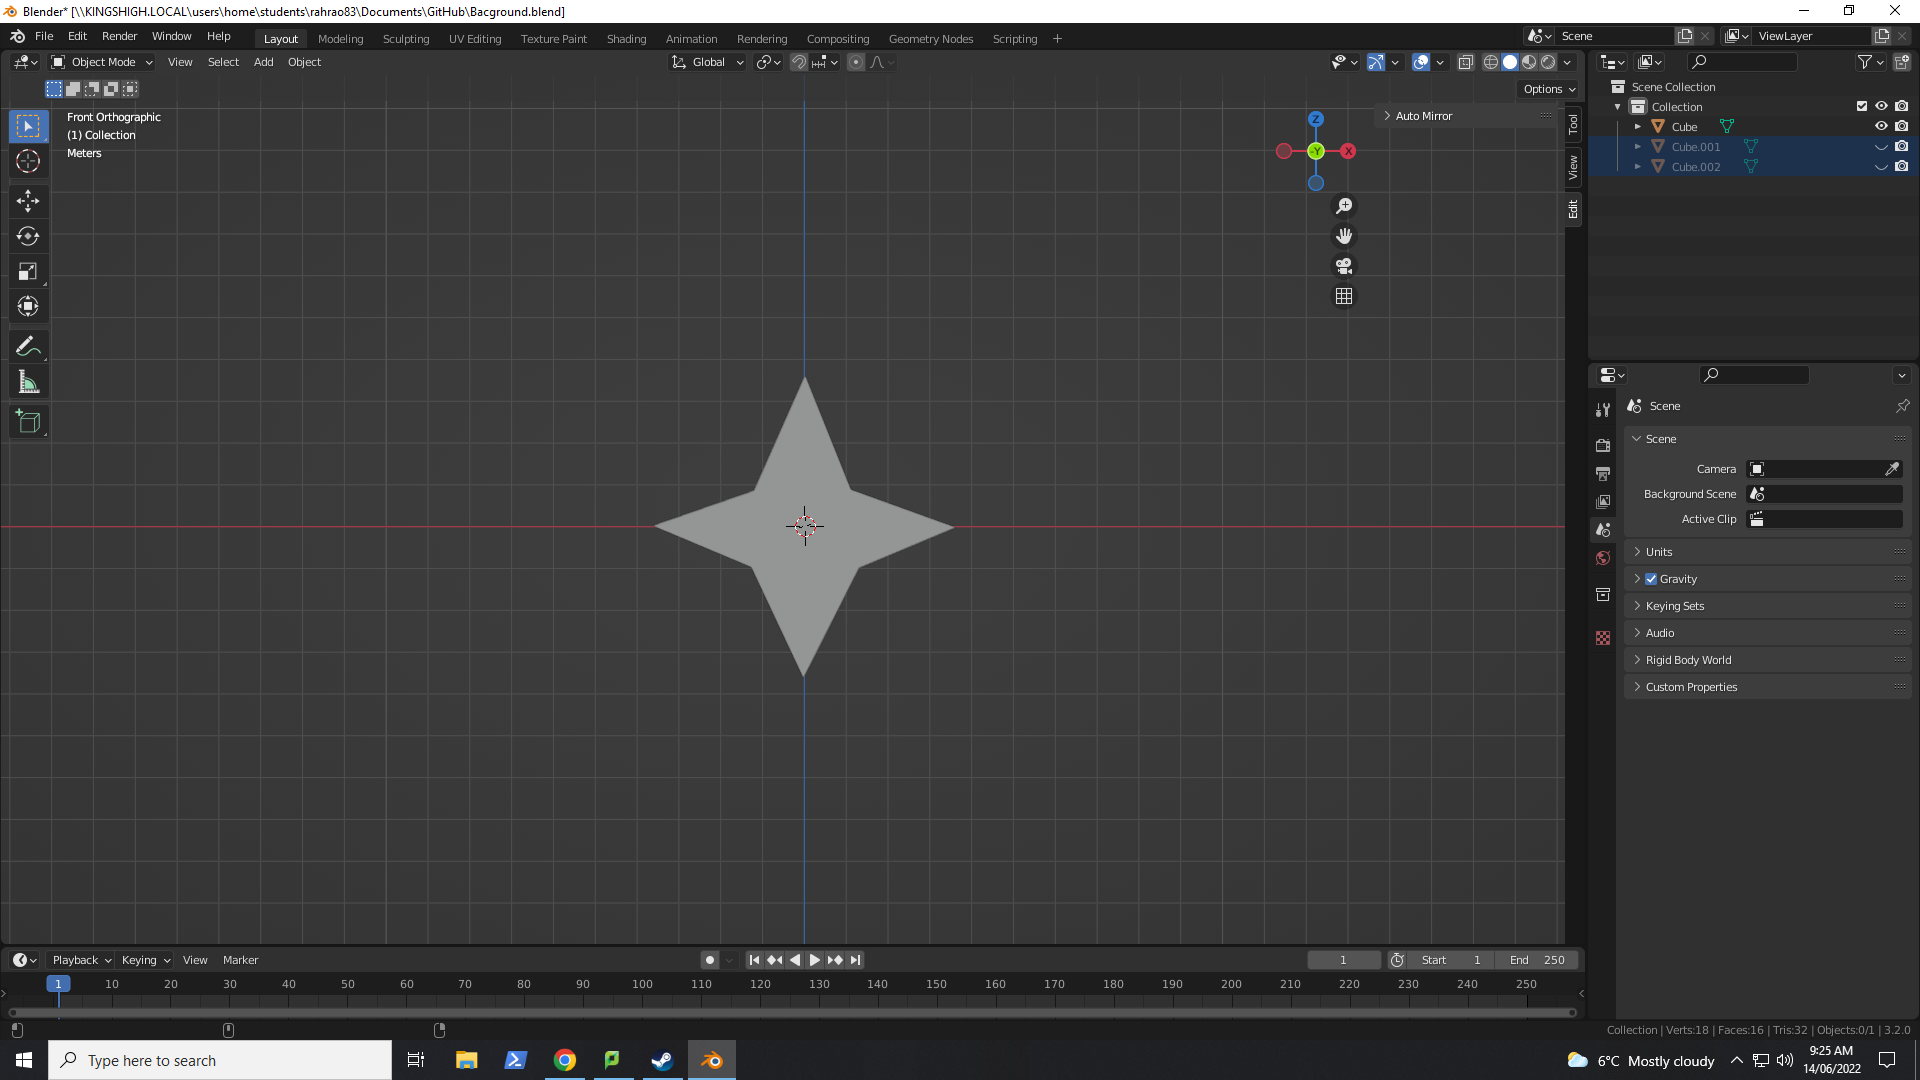 Blender* [\\KINGSHIGH.LOCAL\users\home\students\rahrao83\Documents\GitHub\Bacground.blend]
File Edit Render Window Help Layout Modeling Sculpting UV Editing Texture Paint Shading Animation Rendering Compositing Geometry Nodes Scripting + Scene ViewLayer
Object Mode View Select Add Object Global
Options
Front Orthographic
(1) Collection
Meters
Auto Mirror
Z
-Y X
Tool
View
Edit
Scene Collection
Collection
Cube
Cube.001
Cube.002
Scene
Scene
Camera
Background Scene
Active Clip
Units
Gravity
Keying Sets
Audio
Rigid Body World
Custom Properties
Playback Keying View Marker 1 Start 1 End 250
1 10 20 30 40 50 60 70 80 90 100 110 120 130 140 150 160 170 180 190 200 210 220 230 240 250
Collection | Verts:18 | Faces:16 | Tris:32 | Objects:0/1 | 3.2.0
Type here to search
6°C Mostly cloudy
9:25 AM
14/06/2022